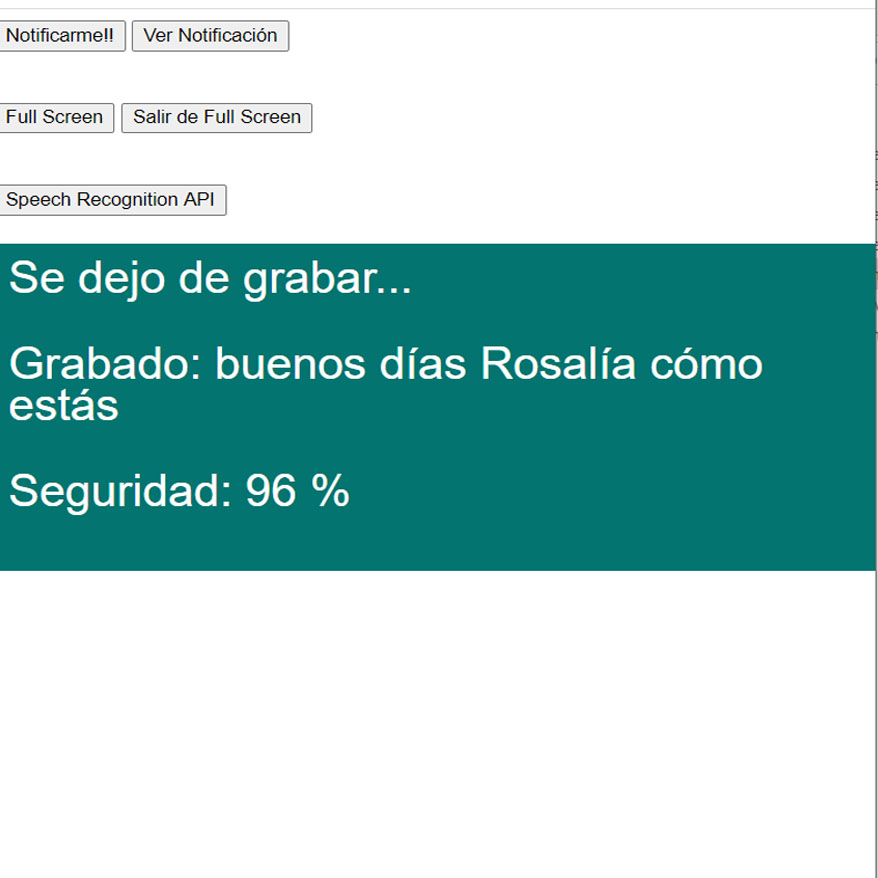 Notificarme!! Ver Notificación
Full Screen Salir de Full Screen
Speech Recognition API
Se dejo de grabar...
Grabado: buenos días Rosalía cómo
estás
Seguridad: 96 %